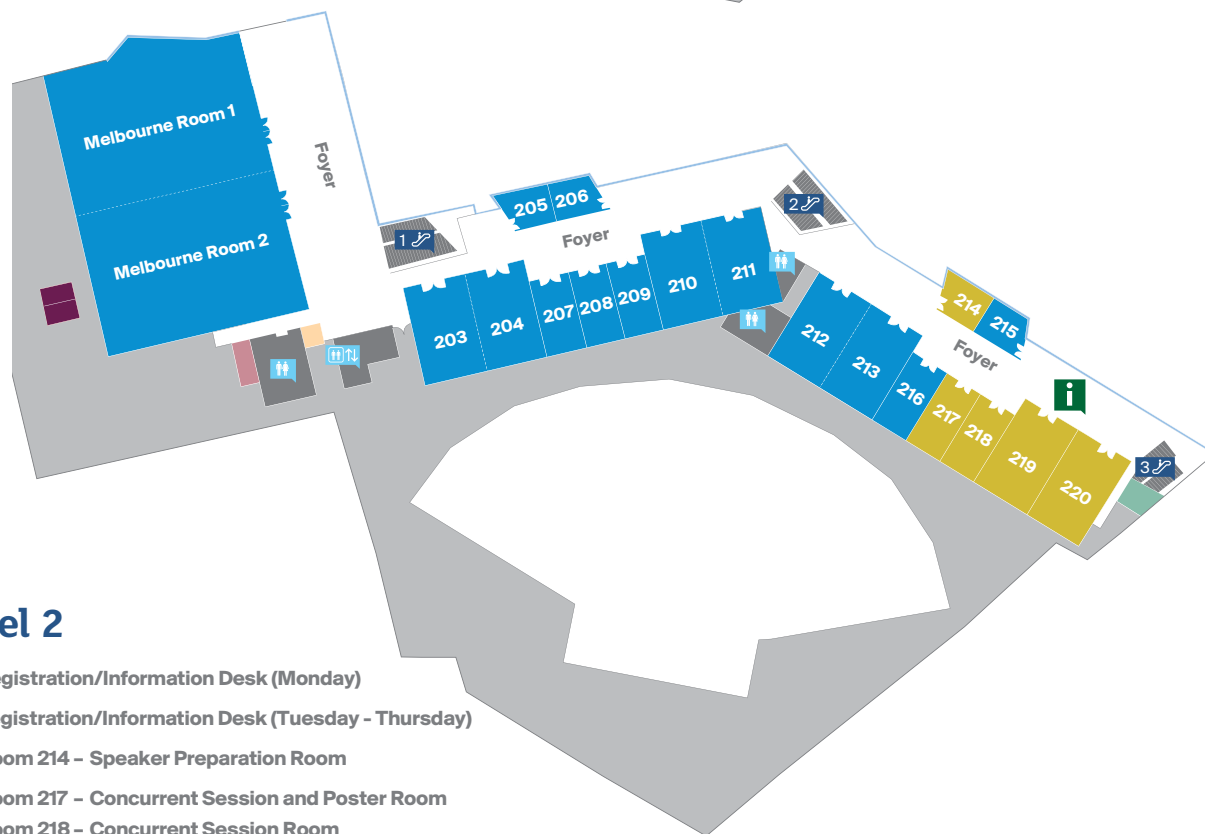 Melbourne Room 1
Foyer
Melbourne Room 2
1
205
206
Foyer
2
203
204
207
208
209
210
211
212
213
214
215
Foyer
216
217
218
219
220
i
3
el 2
gistration/Information Desk (Monday)
gistration/Information Desk (Tuesday - Thursday)
oom 214 – Speaker Preparation Room
oom 217 – Concurrent Session and Poster Room
oom 218 – Concurrent Session Room